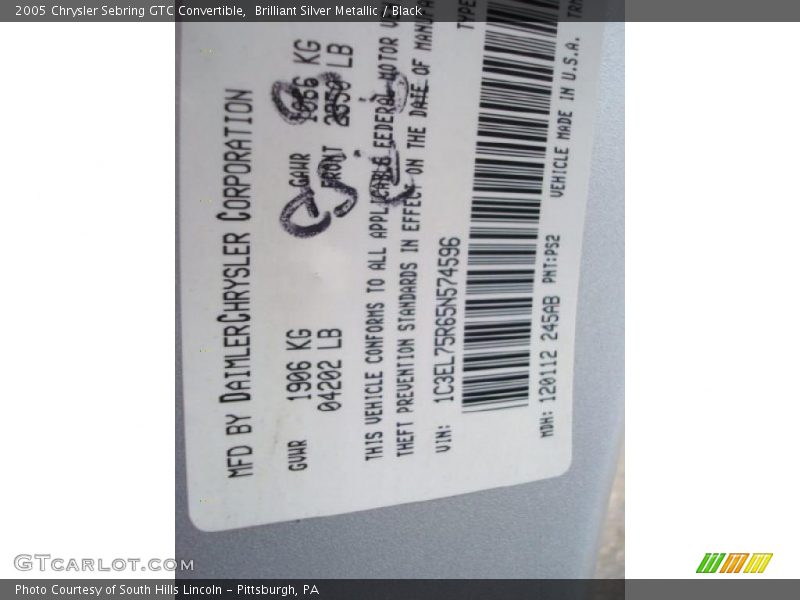 2005 Chrysler Sebring GTC Convertible, Brilliant Silver Metallic / Black
MFD BY DAIMLERCHRYSLER CORPORATION
GVWR 1906 KG GAWR KG
04202 LB FRONT LB
THIS VEHICLE CONFORMS TO ALL APPLICABLE FEDERAL MOTOR
THEFT PREVENTION STANDARDS IN EFFECT ON THE DATE OF
VIN: 1C3EL75R65N574596 TYPE
MDH: 120112 245AB PNT:PS2 VEHICLE MADE IN U.S.A.
GTCarlot.com
Photo Courtesy of South Hills Lincoln - Pittsburgh, PA